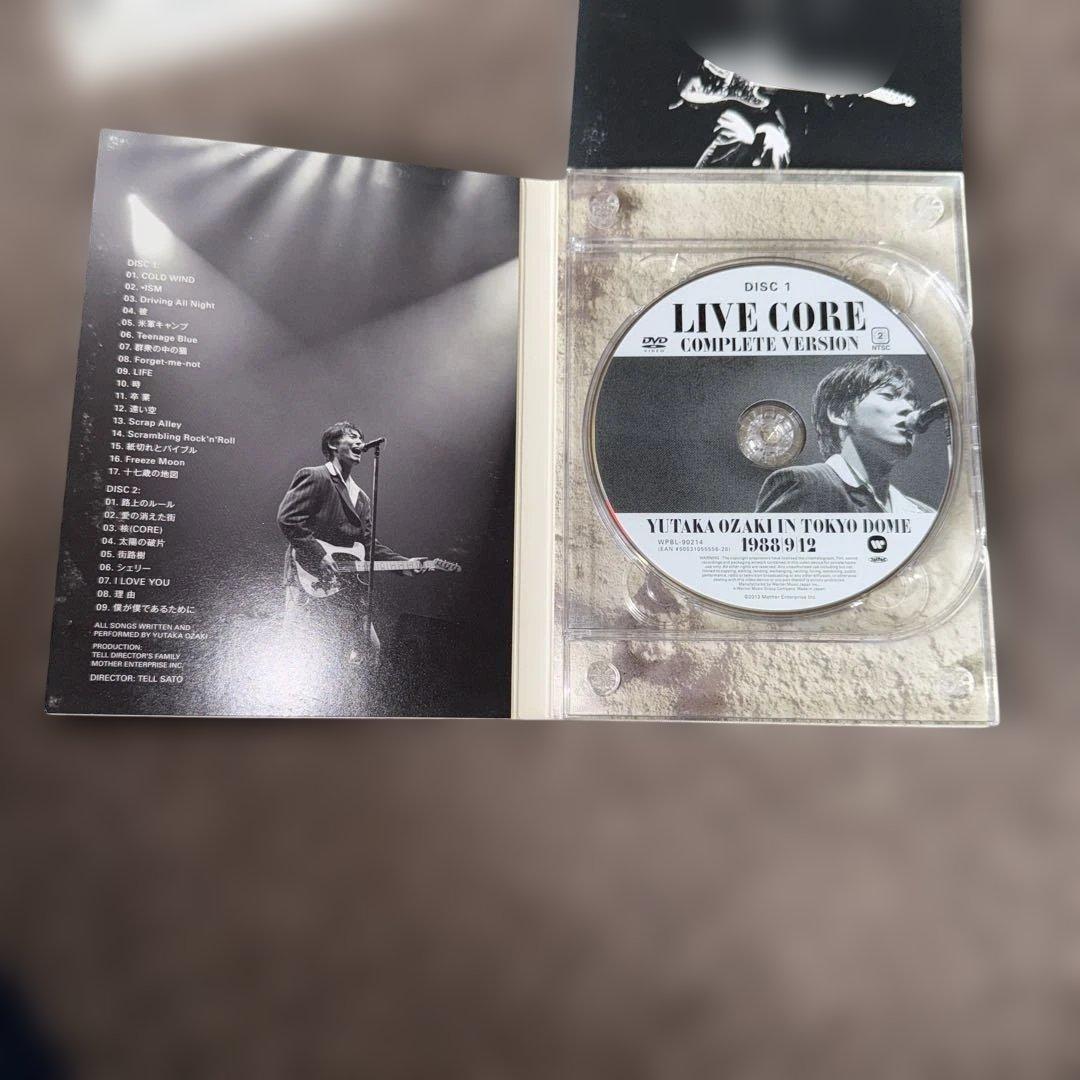 DISC 1:
01. COLD WIND
02. •ISM
03. Driving All Night
04. 彼
05. 米軍キャンプ
06. Teenage Blue
07. 群衆の中の猫
08. Forget-me-not
09. LIFE
10. 時
11. 卒 業
12. 遠い空
13. Scrap Alley
14. Scrambling Rock'n'Roll
15. 紙切れとバイブル
16. Freeze Moon
17. 十七歳の地図
DISC 2:
01. 路上のルール
02. 愛の消えた街
03. 核(CORE)
04. 太陽の破片
05. 街路樹
06. シェリー
07. I LOVE YOU
08. 理 由
09. 僕が僕であるために
ALL SONGS WRITTEN AND
PERFORMED BY YUTAKA OZAKI
PRODUCTION:
TELL DIRECTOR'S FAMILY
MOTHER ENTERPRISE INC.
DIRECTOR: TELL SATO
DISC 1
LIVE CORE
COMPLETE VERSION
DVD
VIDEO
2
NTSC
YUTAKA OZAKI IN TOKYO DOME
1988|9|12
WPBL-90214
©2013 Mother Enterprise Inc.